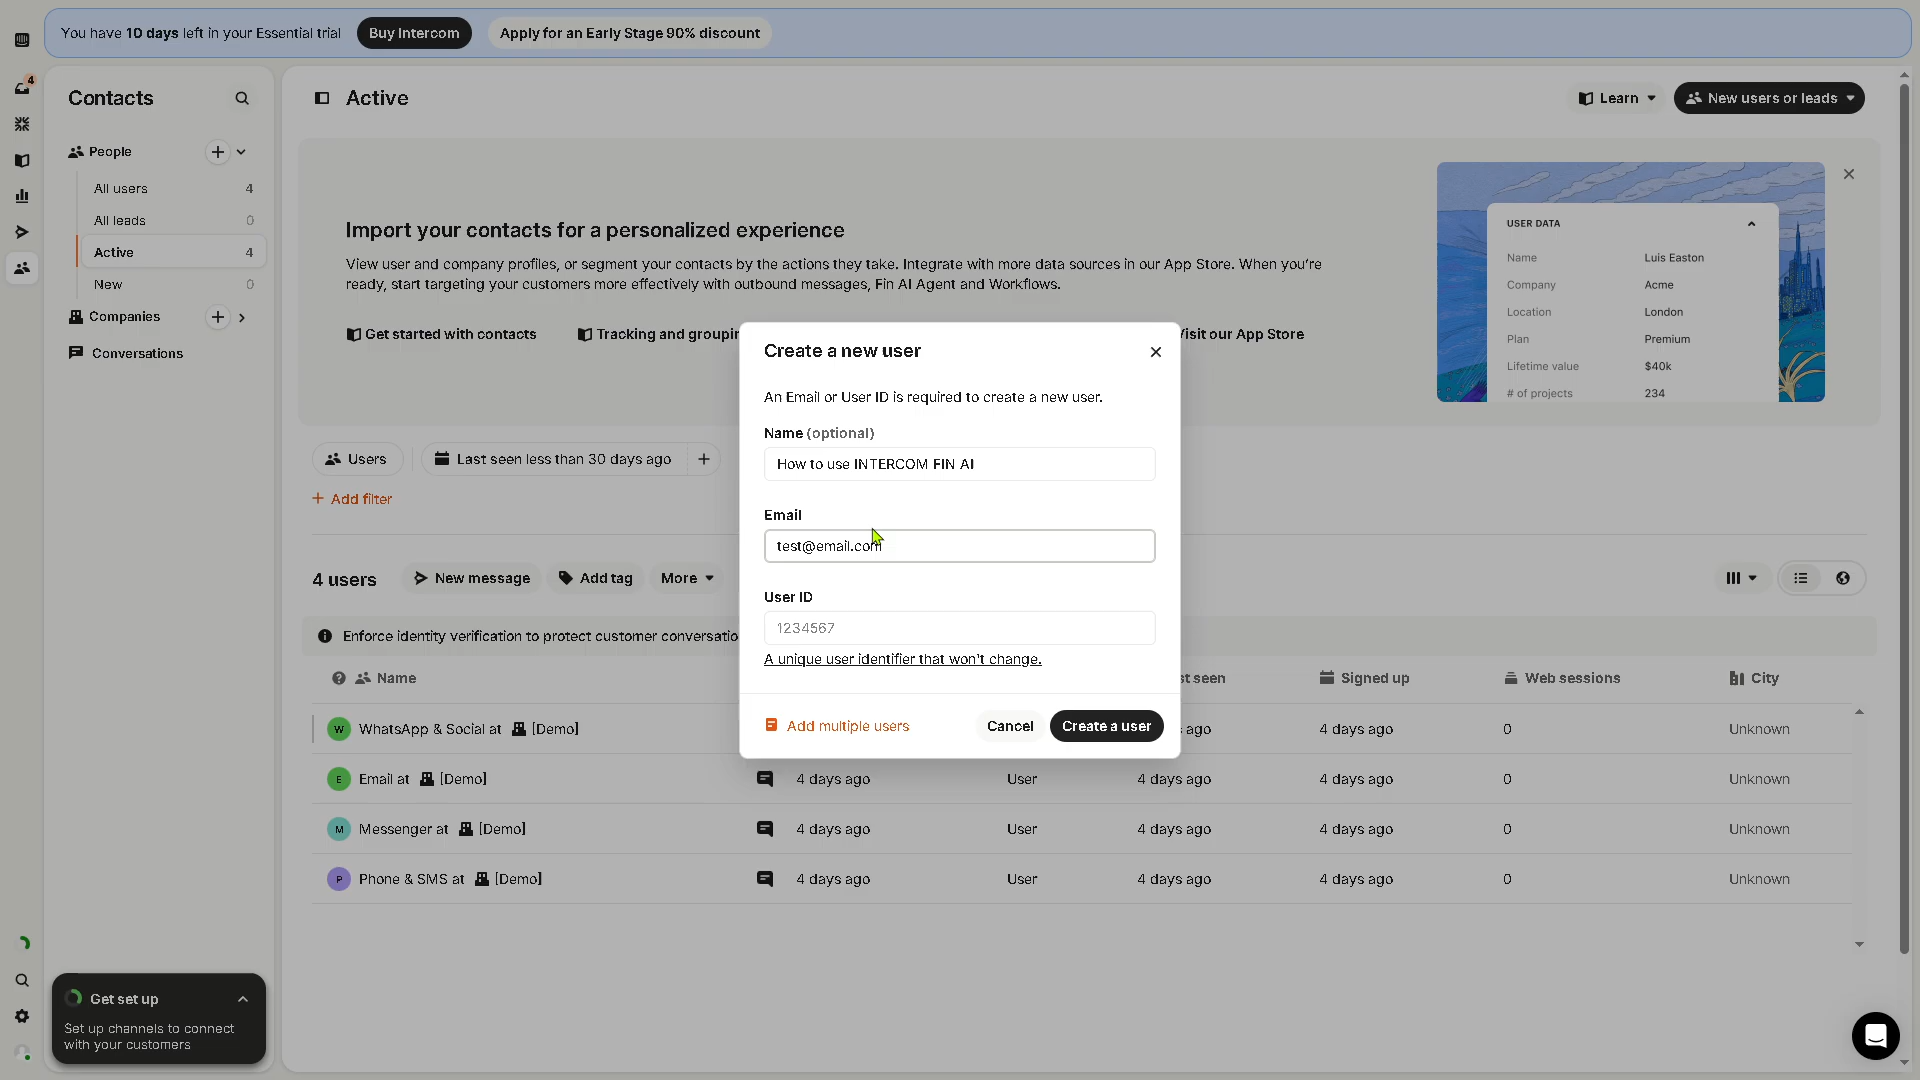 You have 10 days left in your Essential trial
Buy Intercom
Apply for an Early Stage 90% discount
4
Contacts
People
All users 4
All leads 0
Active 4
New 0
Companies
Conversations
Active
Learn
New users or leads
Import your contacts for a personalized experience
View user and company profiles, or segment your contacts by the actions they take. Integrate with more data sources in our App Store. When you're
ready, start targeting your customers more effectively with outbound messages, Fin AI Agent and Workflows.
Get started with contacts
Tracking and
Visit our App Store
USER DATA
Name Luis Easton
Company Acme
Location London
Plan Premium
Lifetime value $40k
# of projects 234
Users
Last seen less than 30 days ago
Add filter
4 users
New message
Add tag
More
Enforce identity verification to protect customer
Name
seen
Signed up
Web sessions
City
WhatsApp & Social at [Demo] ago 4 days ago 0 Unknown
E Email at [Demo] 4 days ago User 4 days ago 4 days ago 0 Unknown
M Messenger at [Demo] 4 days ago User 4 days ago 4 days ago 0 Unknown
P Phone & SMS at [Demo] 4 days ago User 4 days ago 4 days ago 0 Unknown
W
Create a new user
An Email or User ID is required to create a new user.
Name (optional)
How to use INTERCOM FIN AI
Email
test@email.com
User ID
1234567
A unique user identifier that won't change.
Add multiple users
Cancel
Create a user
Get set up
Set up channels to connect
with your customers